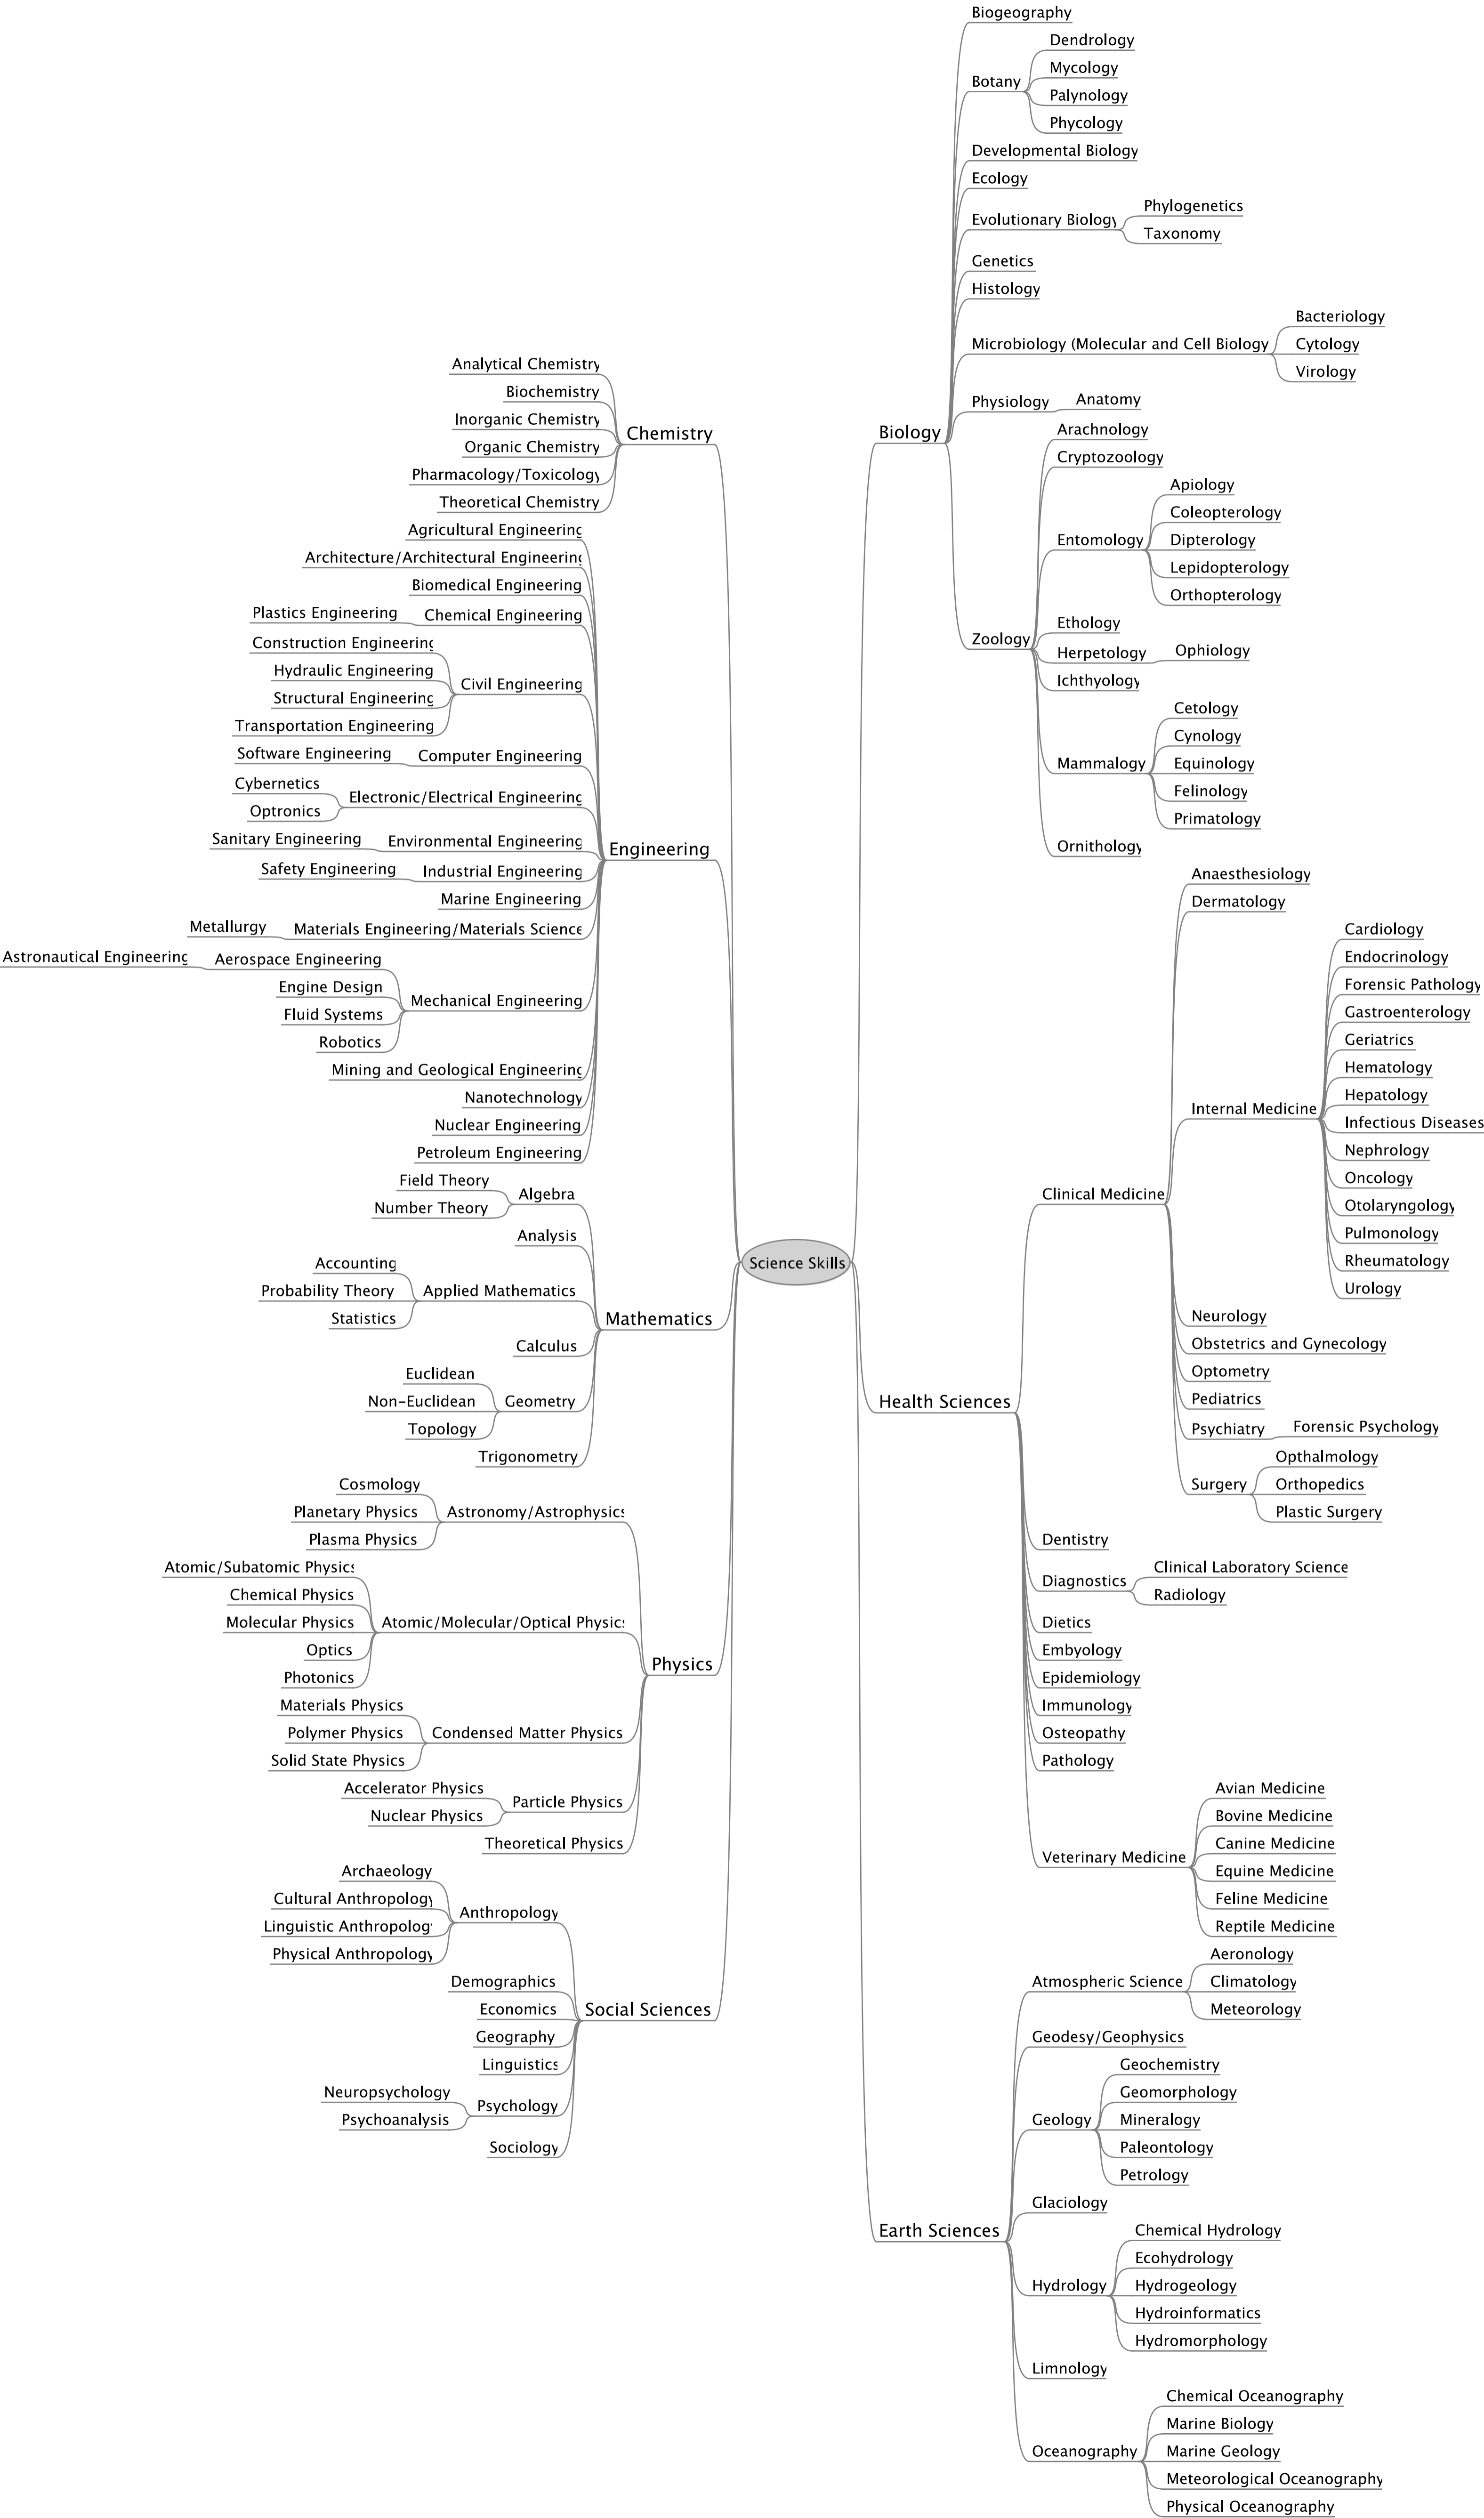 Science Skills
Biology
Biogeography
Botany
Dendrology
Mycology
Palynology
Phycology
Developmental Biology
Ecology
Evolutionary Biology
Phylogenetics
Taxonomy
Genetics
Histology
Microbiology (Molecular and Cell Biology
Bacteriology
Cytology
Virology
Physiology
Anatomy
Zoology
Arachnology
Cryptozoology
Entomology
Apiology
Coleopterology
Dipterology
Lepidopterology
Orthopterology
Ethology
Herpetology
Ophiology
Ichthyology
Mammalogy
Cetology
Cynology
Equinology
Felinology
Primatology
Ornithology
Health Sciences
Clinical Medicine
Anaesthesiology
Dermatology
Internal Medicine
Cardiology
Endocrinology
Forensic Pathology
Gastroenterology
Geriatrics
Hematology
Hepatology
Infectious Diseases
Nephrology
Oncology
Otolaryngology
Pulmonology
Rheumatology
Urology
Neurology
Obstetrics and Gynecology
Optometry
Pediatrics
Psychiatry
Forensic Psychology
Surgery
Opthalmology
Orthopedics
Plastic Surgery
Dentistry
Diagnostics
Clinical Laboratory Science
Radiology
Dietics
Embyology
Epidemiology
Immunology
Osteopathy
Pathology
Veterinary Medicine
Avian Medicine
Bovine Medicine
Canine Medicine
Equine Medicine
Feline Medicine
Reptile Medicine
Earth Sciences
Atmospheric Science
Aeronology
Climatology
Meteorology
Geodesy/Geophysics
Geology
Geochemistry
Geomorphology
Mineralogy
Paleontology
Petrology
Glaciology
Hydrology
Chemical Hydrology
Ecohydrology
Hydrogeology
Hydroinformatics
Hydromorphology
Limnology
Oceanography
Chemical Oceanography
Marine Biology
Marine Geology
Meteorological Oceanography
Physical Oceanography
Chemistry
Analytical Chemistry
Biochemistry
Inorganic Chemistry
Organic Chemistry
Pharmacology/Toxicology
Theoretical Chemistry
Engineering
Agricultural Engineering
Architecture/Architectural Engineering
Biomedical Engineering
Chemical Engineering
Plastics Engineering
Civil Engineering
Construction Engineering
Hydraulic Engineering
Structural Engineering
Transportation Engineering
Computer Engineering
Software Engineering
Electronic/Electrical Engineering
Cybernetics
Optronics
Environmental Engineering
Sanitary Engineering
Industrial Engineering
Safety Engineering
Marine Engineering
Materials Engineering/Materials Science
Metallurgy
Mechanical Engineering
Aerospace Engineering
Astronautical Engineering
Engine Design
Fluid Systems
Robotics
Mining and Geological Engineering
Nanotechnology
Nuclear Engineering
Petroleum Engineering
Mathematics
Algebra
Field Theory
Number Theory
Analysis
Applied Mathematics
Accounting
Probability Theory
Statistics
Calculus
Geometry
Euclidean
Non-Euclidean
Topology
Trigonometry
Physics
Astronomy/Astrophysics
Cosmology
Planetary Physics
Plasma Physics
Atomic/Molecular/Optical Physics
Atomic/Subatomic Physics
Chemical Physics
Molecular Physics
Optics
Photonics
Condensed Matter Physics
Materials Physics
Polymer Physics
Solid State Physics
Particle Physics
Accelerator Physics
Nuclear Physics
Theoretical Physics
Social Sciences
Anthropology
Archaeology
Cultural Anthropology
Linguistic Anthropology
Physical Anthropology
Demographics
Economics
Geography
Linguistics
Psychology
Neuropsychology
Psychoanalysis
Sociology